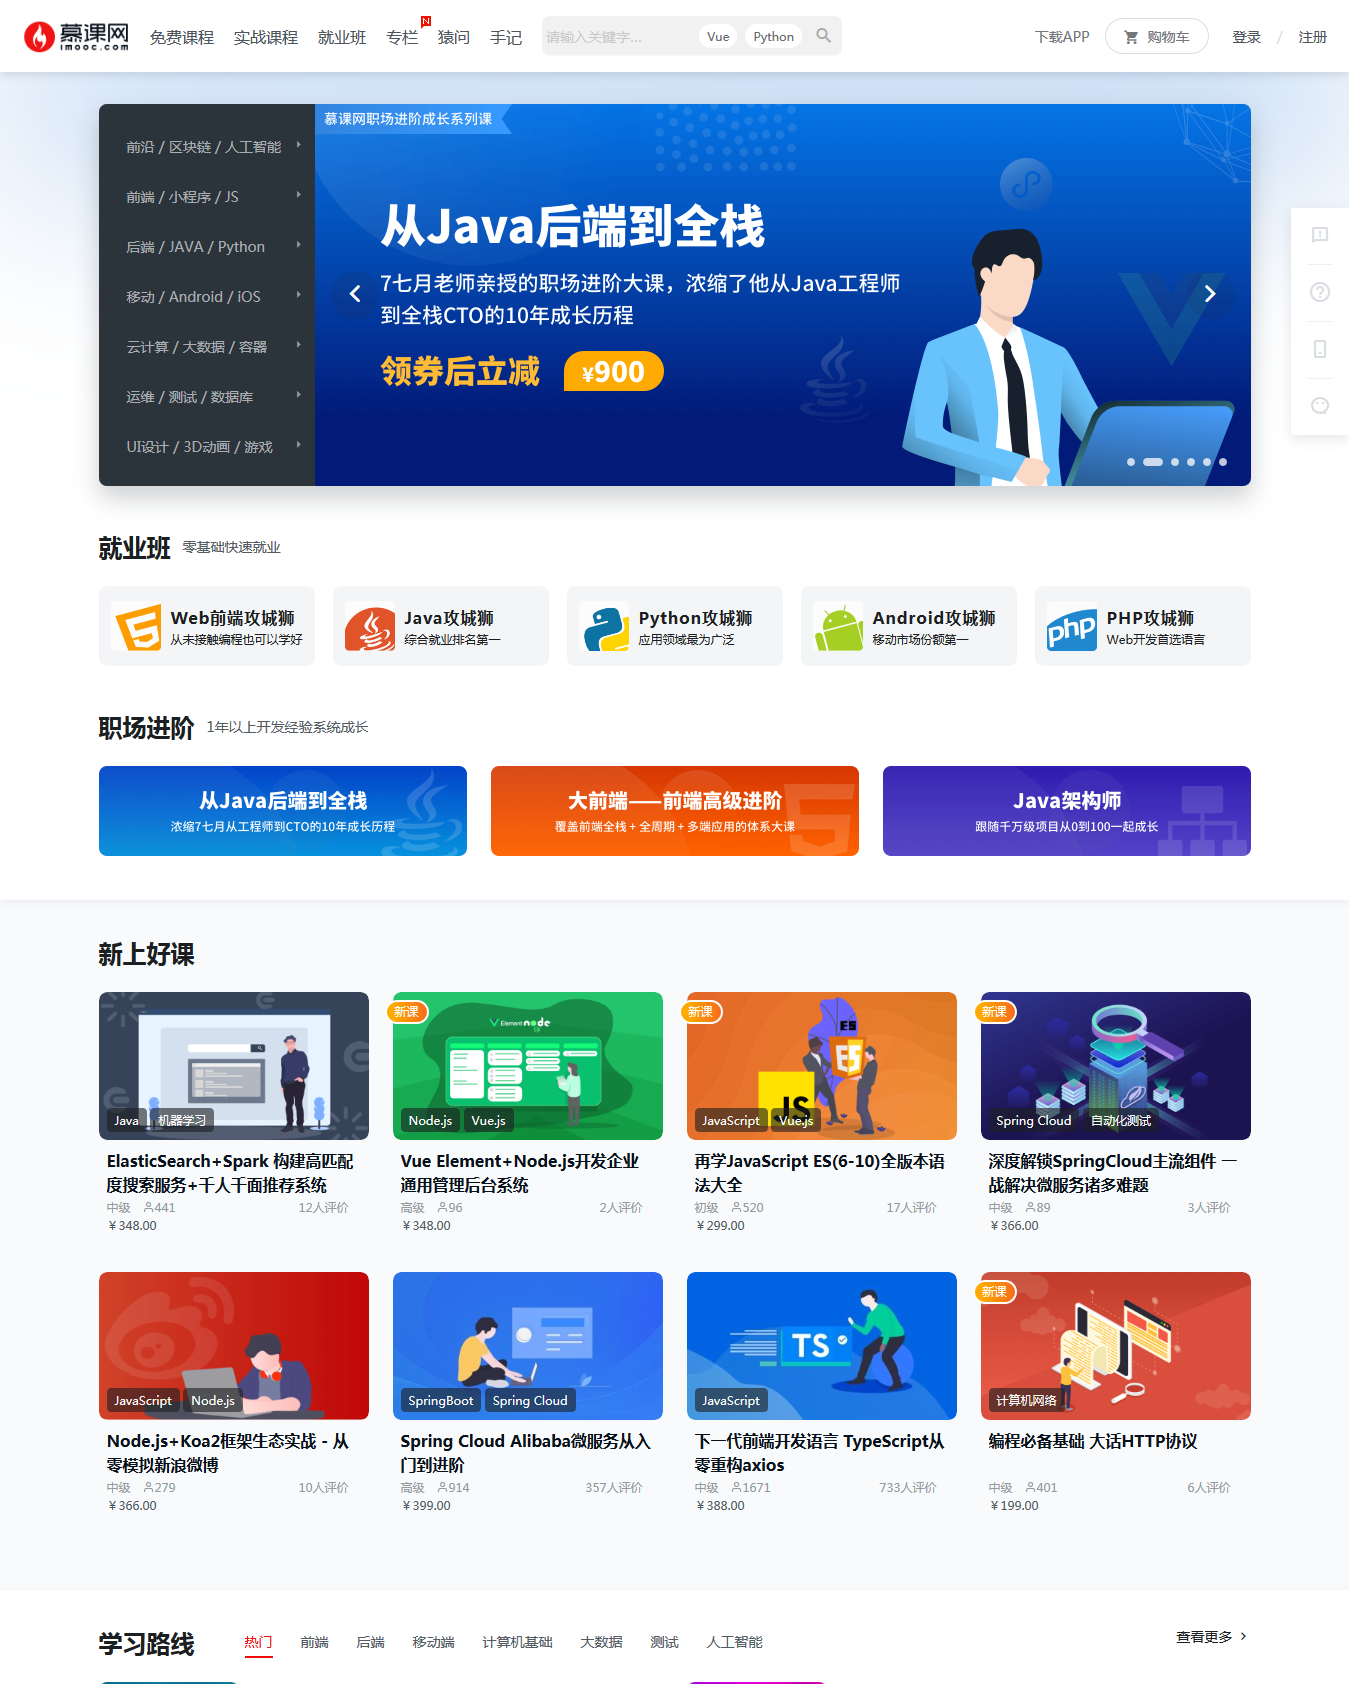 慕课网 imooc.com 免费课程 实战课程 就业班 专栏 N 猿问 手记 请输入关键字... Vue Python 下载APP 购物车 登录 / 注册
慕课网职场进阶成长系列课
前沿 / 区块链 / 人工智能
前端 / 小程序 / JS
后端 / JAVA / Python
移动 / Android / iOS
云计算 / 大数据 / 容器
运维 / 测试 / 数据库
UI设计 / 3D动画 / 游戏
从Java后端到全栈
7七月老师亲授的职场进阶大课，浓缩了他从Java工程师
到全栈CTO的10年成长历程
领券后立减 ¥900
就业班 零基础快速就业
Web前端攻城狮
从未接触编程也可以学好
Java攻城狮
综合就业排名第一
Python攻城狮
应用领域最为广泛
Android攻城狮
移动市场份额第一
php
PHP攻城狮
Web开发首选语言
职场进阶 1年以上开发经验系统成长
从Java后端到全栈
浓缩7七月从工程师到CTO的10年成长历程
大前端——前端高级进阶
覆盖前端全栈 + 全周期 + 多端应用的体系大课
Java架构师
跟随千万级项目从0到100一起成长
新上好课
Java 机器学习
ElasticSearch+Spark 构建高匹配
度搜索服务+千人千面推荐系统
中级 441 12人评价
￥348.00
新课
Element node
Node.js Vue.js
Vue Element+Node.js开发企业
通用管理后台系统
高级 96 2人评价
￥348.00
新课
ES
JS
JavaScript Vue.js
再学JavaScript ES(6-10)全版本语
法大全
初级 520 17人评价
￥299.00
新课
Spring Cloud 自动化测试
深度解锁SpringCloud主流组件 一
战解决微服务诸多难题
中级 89 3人评价
￥366.00
JavaScript Node.js
Node.js+Koa2框架生态实战 - 从
零模拟新浪微博
中级 279 10人评价
￥366.00
SpringBoot Spring Cloud
Spring Cloud Alibaba微服务从入
门到进阶
高级 914 357人评价
￥399.00
TS
JavaScript
下一代前端开发语言 TypeScript从
零重构axios
中级 1671 733人评价
￥388.00
新课
计算机网络
编程必备基础 大话HTTP协议
中级 401 6人评价
￥199.00
学习路线 热门 前端 后端 移动端 计算机基础 大数据 测试 人工智能 查看更多